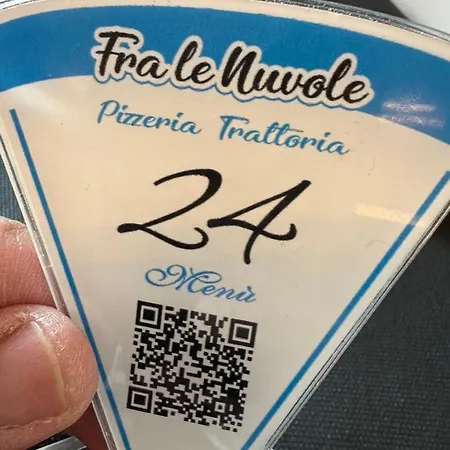 Fra le Nuvole
Pizzeria Trattoria
24
Menù